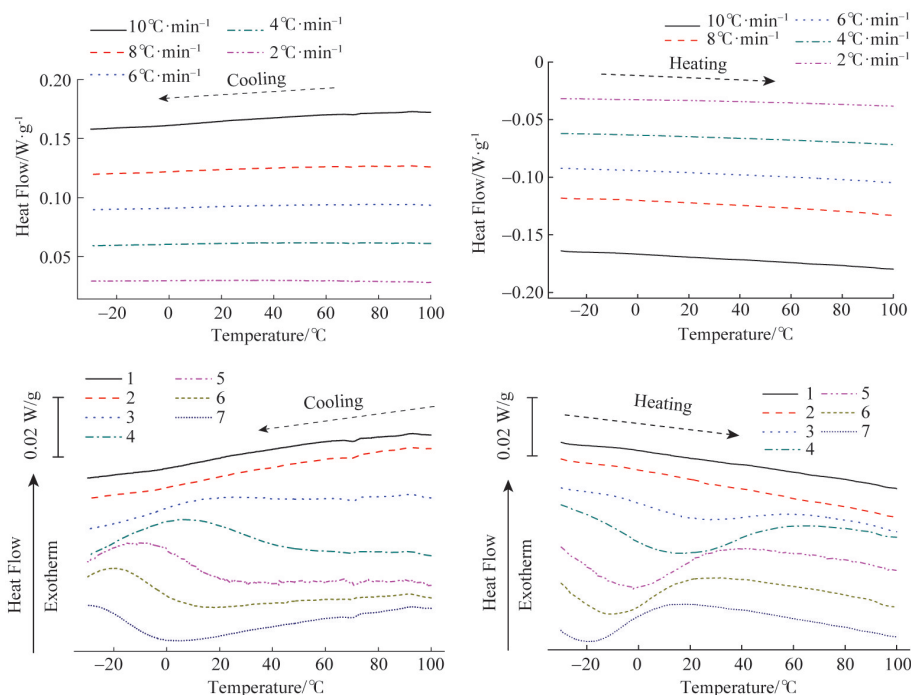 10℃·min⁻¹
8℃·min⁻¹
6℃·min⁻¹
4℃·min⁻¹
2℃·min⁻¹
Cooling
0.20
0.15
0.10
0.05
Heat Flow/W·g⁻¹
−20 0 20 40 60 80 100
Temperature/℃
10℃·min⁻¹
8℃·min⁻¹
6℃·min⁻¹
4℃·min⁻¹
2℃·min⁻¹
Heating
0
−0.05
−0.10
−0.15
−0.20
Heat Flow/W·g⁻¹
−20 0 20 40 60 80 100
Temperature/℃
1
2
3
4
5
6
7
Cooling
0.02 W/g
Heat Flow
Exotherm
−20 0 20 40 60 80 100
Temperature/℃
1
2
3
4
5
6
7
Heating
0.02 W/g
Heat Flow
Exotherm
−20 0 20 40 60 80 100
Temperature/℃